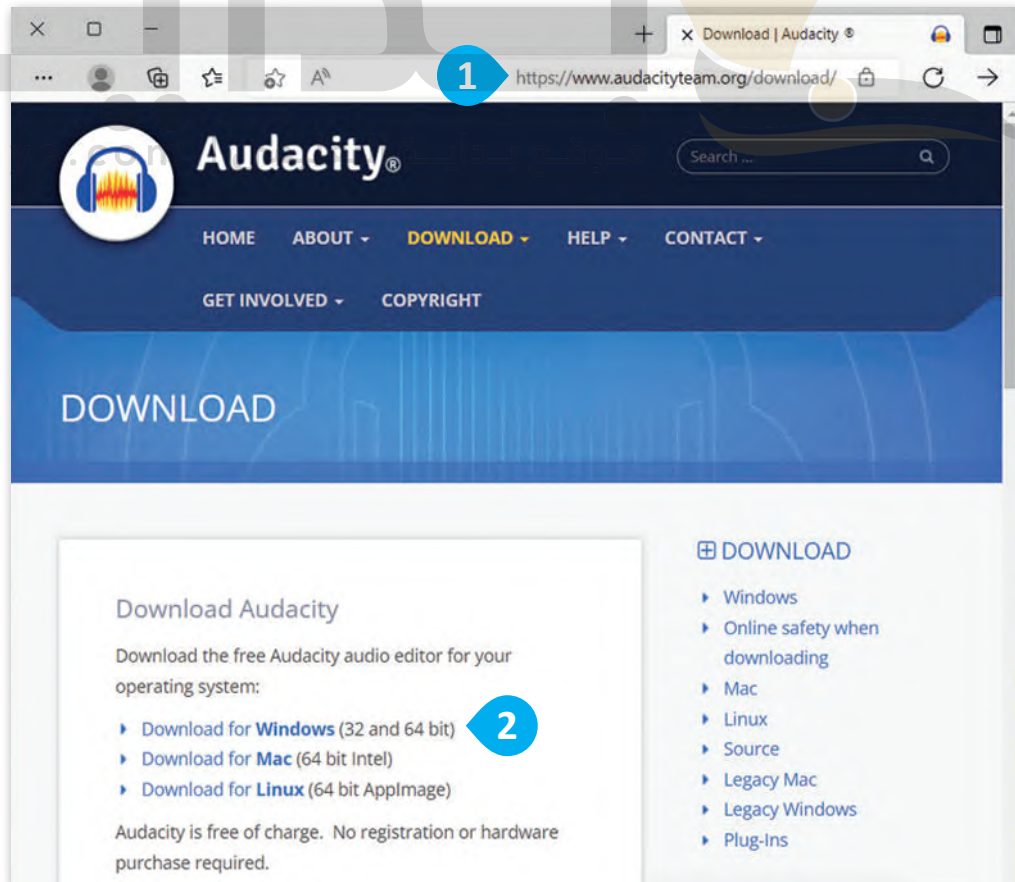 Download | Audacity ®
1
https://www.audacityteam.org/download/
Audacity®
Search ...
HOME ABOUT DOWNLOAD HELP CONTACT
GET INVOLVED COPYRIGHT
DOWNLOAD
Download Audacity
Download the free Audacity audio editor for your
operating system:
Download for Windows (32 and 64 bit)
2
Download for Mac (64 bit Intel)
Download for Linux (64 bit AppImage)
Audacity is free of charge. No registration or hardware
purchase required.
DOWNLOAD
Windows
Online safety when
downloading
Mac
Linux
Source
Legacy Mac
Legacy Windows
Plug-Ins